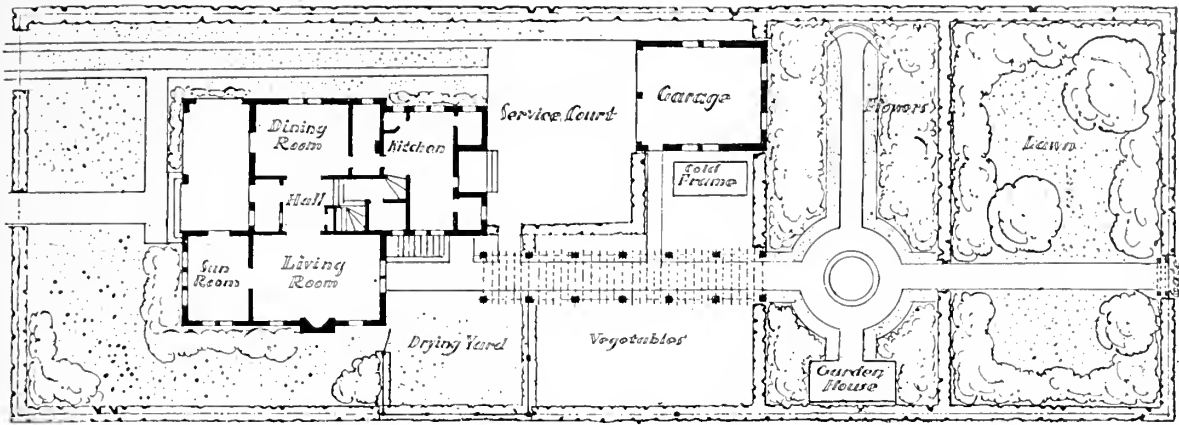 Dining
Room
Kitchen
Hall
Sun
Room
Living
Room
Service Court
Garage
Cold
Frame
Flowers
Lawn
Drying Yard
Vegetables
Garden
House